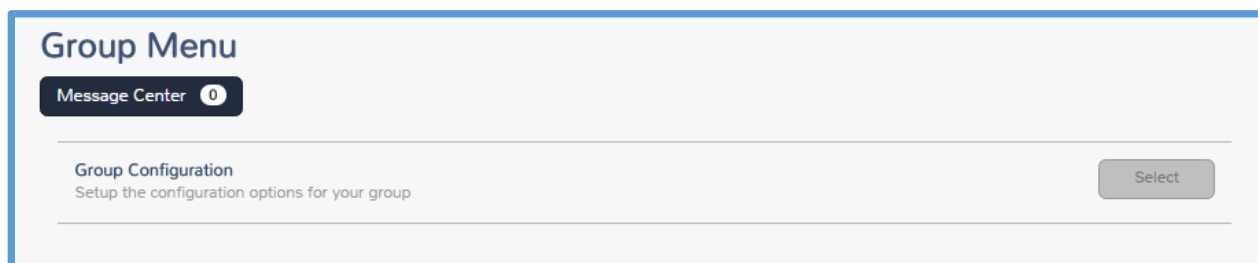 Group Menu
Message Center 0
Group Configuration
Select
Setup the configuration options for your group